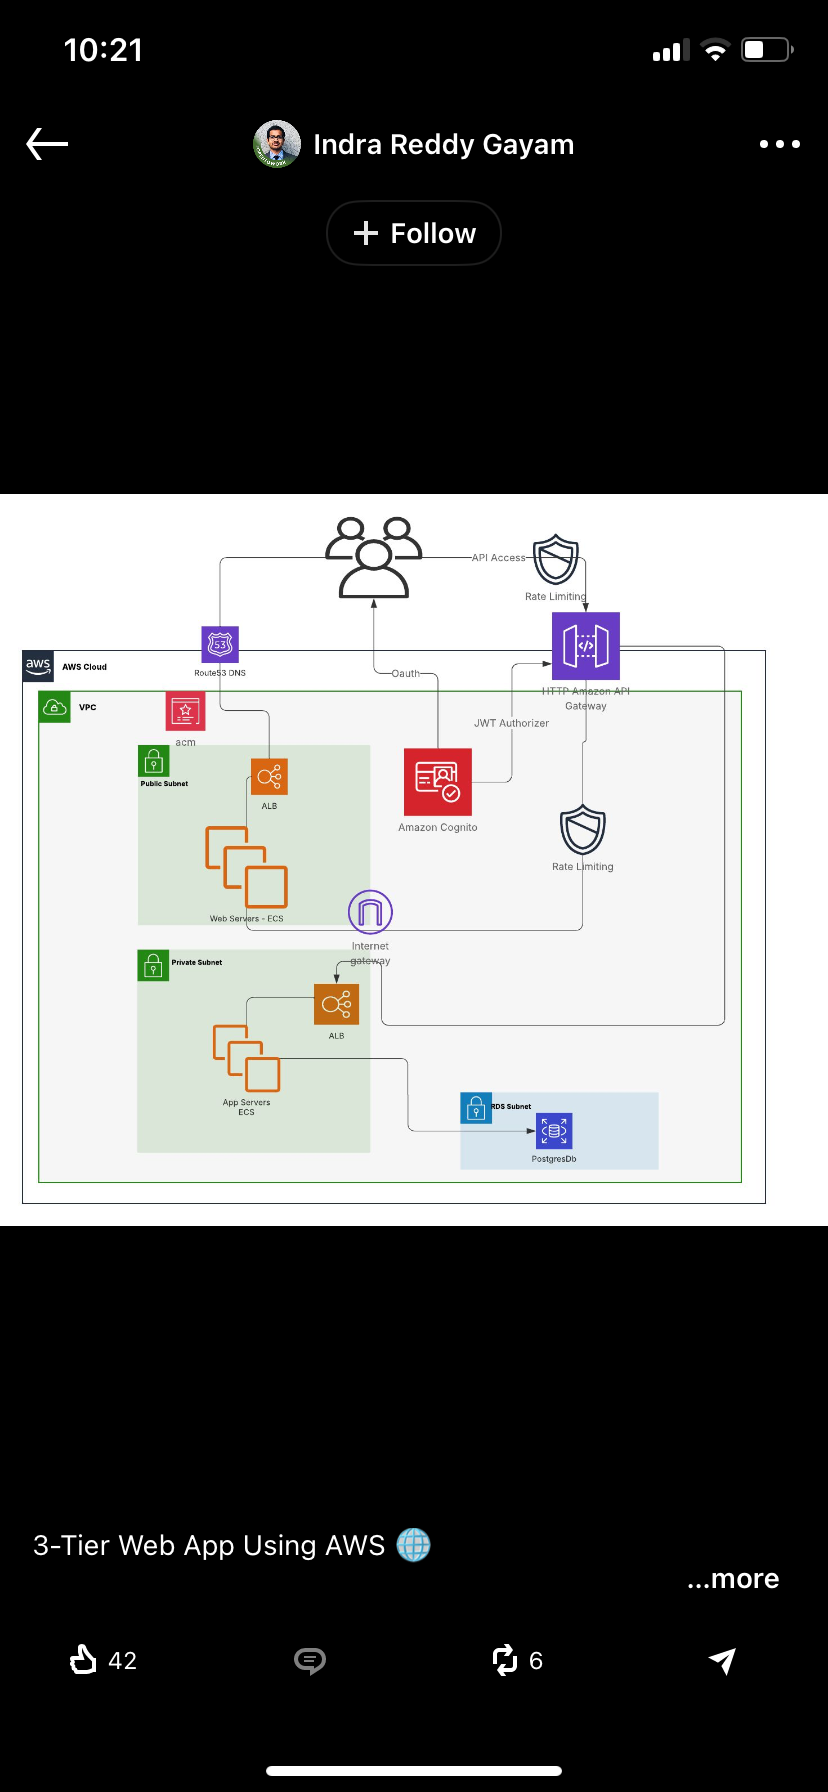 10:21
Indra Reddy Gayam
+ Follow
API Access
Rate Limiting
53
Route53 DNS
aws
AWS Cloud
Oauth
HTTP Amazon API
Gateway
VPC
acm
JWT Authorizer
Public Subnet
ALB
Amazon Cognito
Rate Limiting
Web Servers - ECS
Internet
gateway
Private Subnet
ALB
App Servers
ECS
RDS Subnet
PostgresDb
3-Tier Web App Using AWS 🌐
...more
42
6